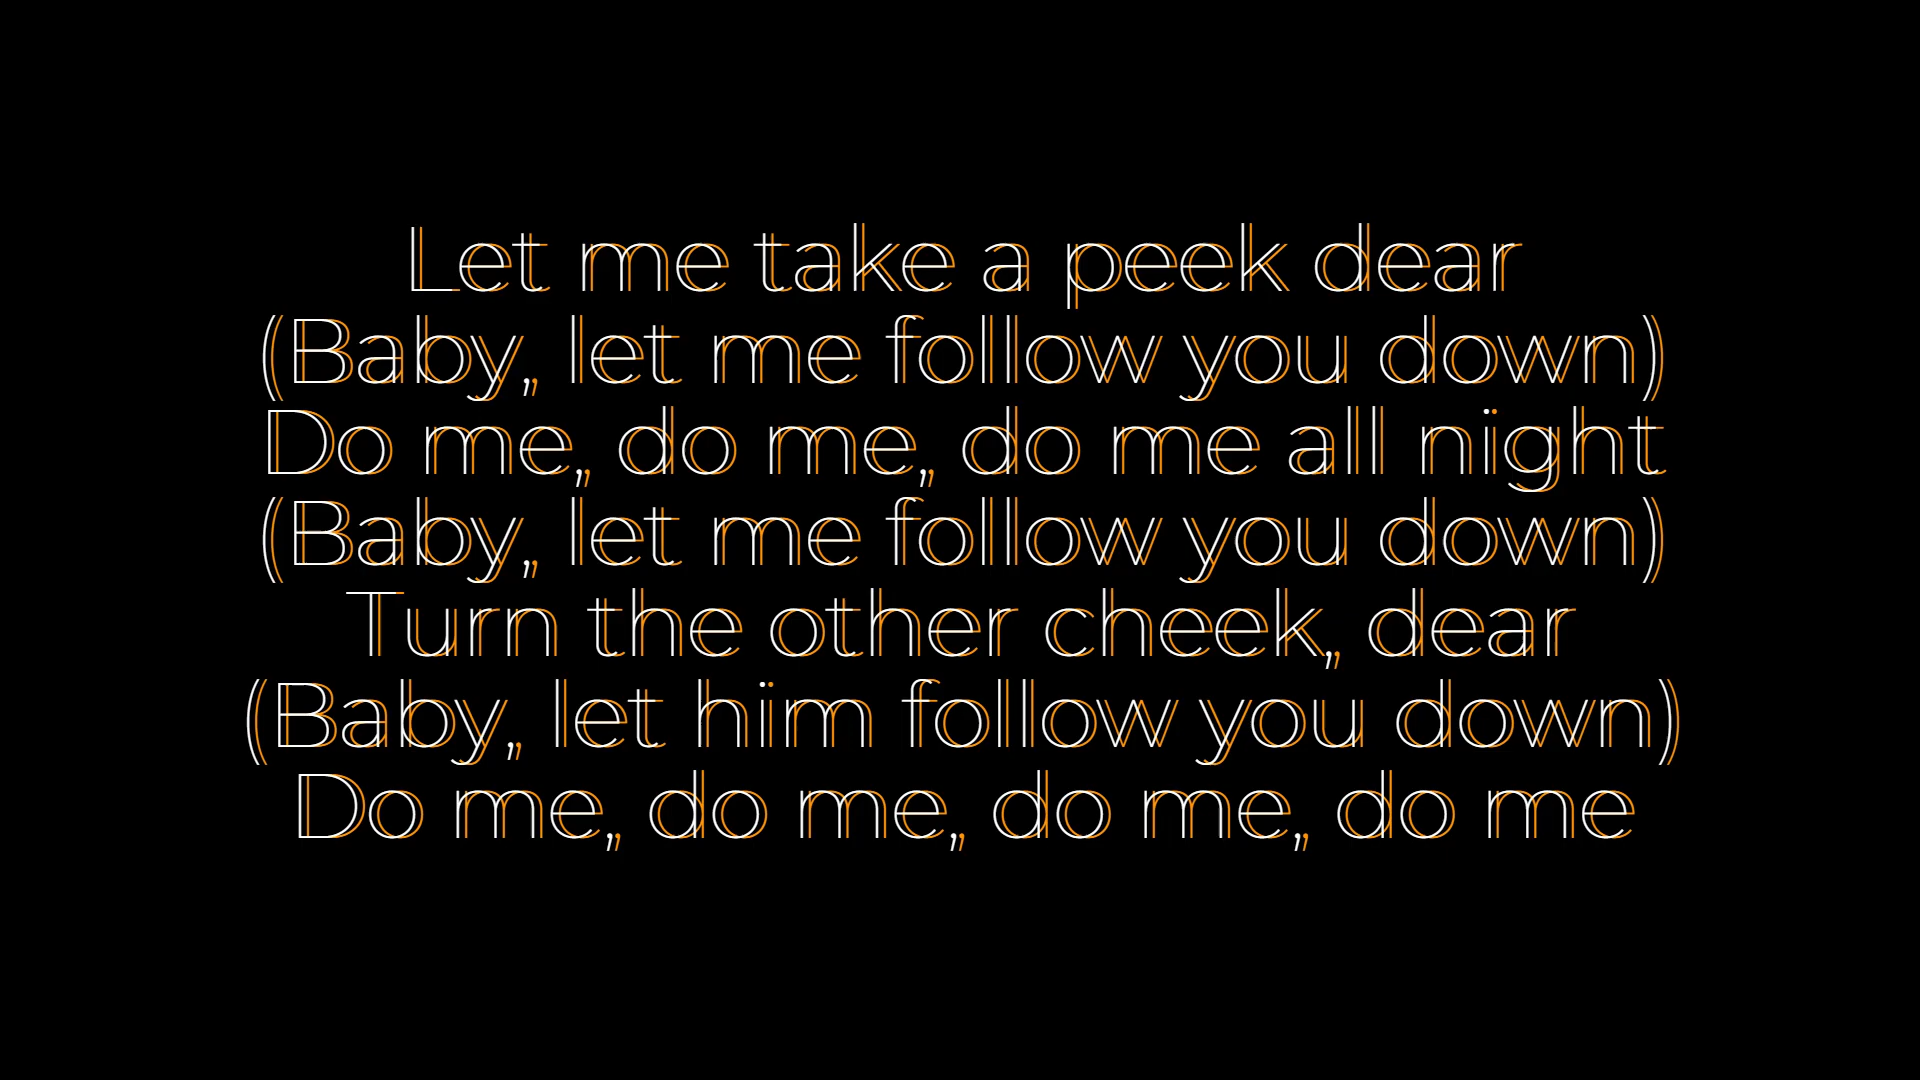 Let me take a peek dear
(Baby, let me follow you down)
Do me, do me, do me all night
(Baby, let me follow you down)
Turn the other cheek, dear
(Baby, let him follow you down)
Do me, do me, do me, do me